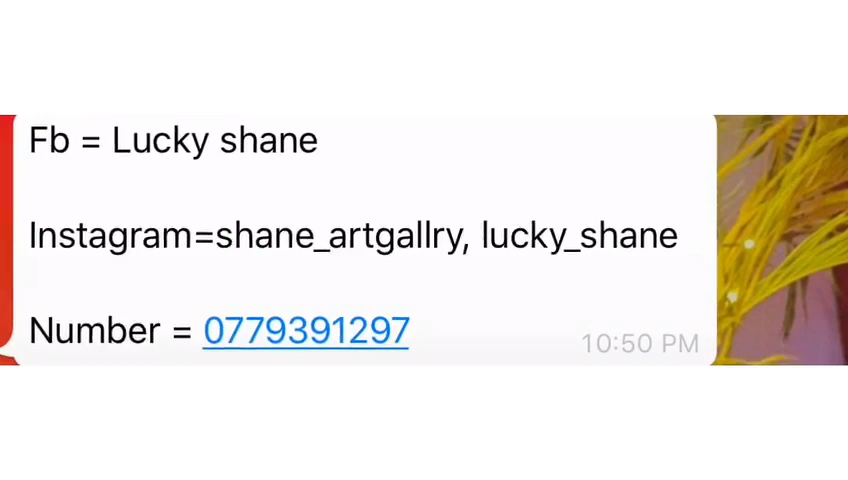 Fb = Lucky shane
Instagram=shane_artgallry, lucky_shane
Number = 0779391297
10:50 PM